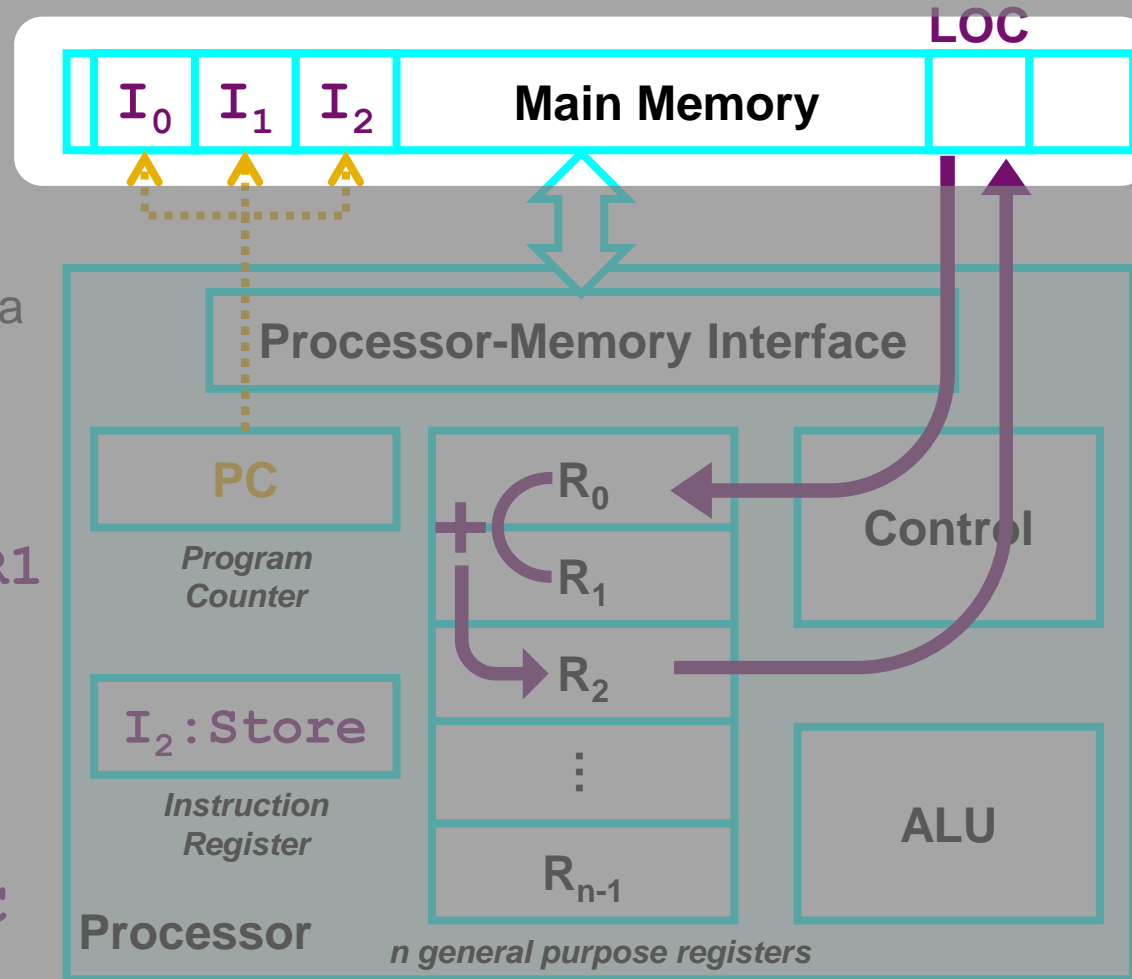 LOC
I₀ I₁ I₂ Main Memory
a
Processor-Memory Interface
PC
Program
Counter
R₀
R₁
R₂
⋮
Rₙ₋₁
Control
R1
I₂:Store
Instruction
Register
ALU
Processor
n general purpose registers